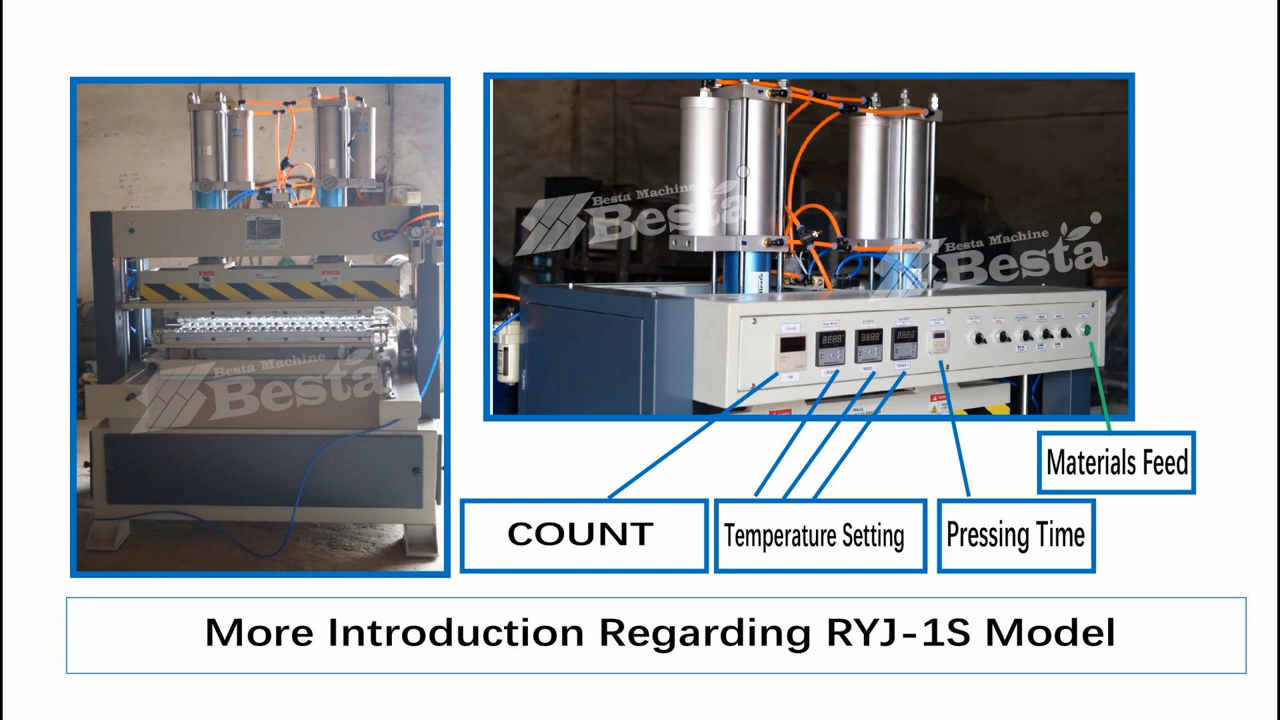 Besta Machine
Besta
Besta Machine
Besta
Besta Machine
Besta
Materials Feed
COUNT
Temperature Setting
Pressing Time
More Introduction Regarding RYJ-1S Model